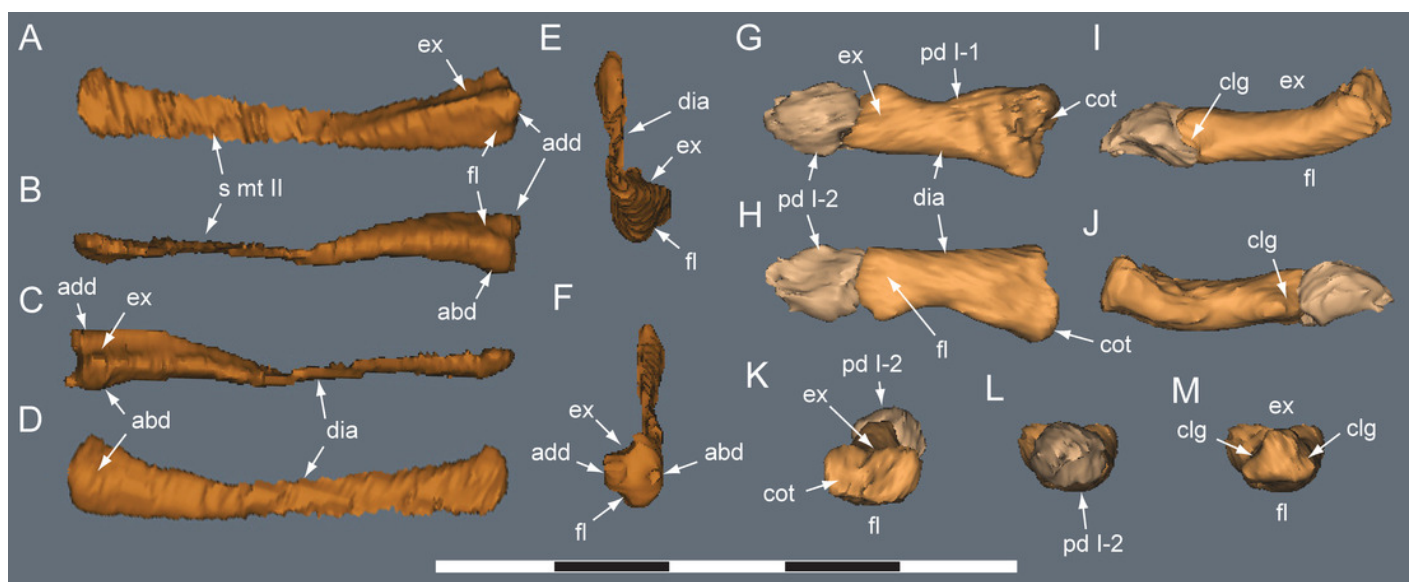 A
ex
add
fl
s mt II
B
abd
C
add
ex
abd
dia
D
E
dia
ex
fl
F
ex
add
abd
fl
G
ex
pd I-1
cot
pd I-2
dia
H
fl
cot
I
clg
ex
fl
J
clg
K
pd I-2
ex
cot
fl
L
pd I-2
M
ex
clg
clg
fl